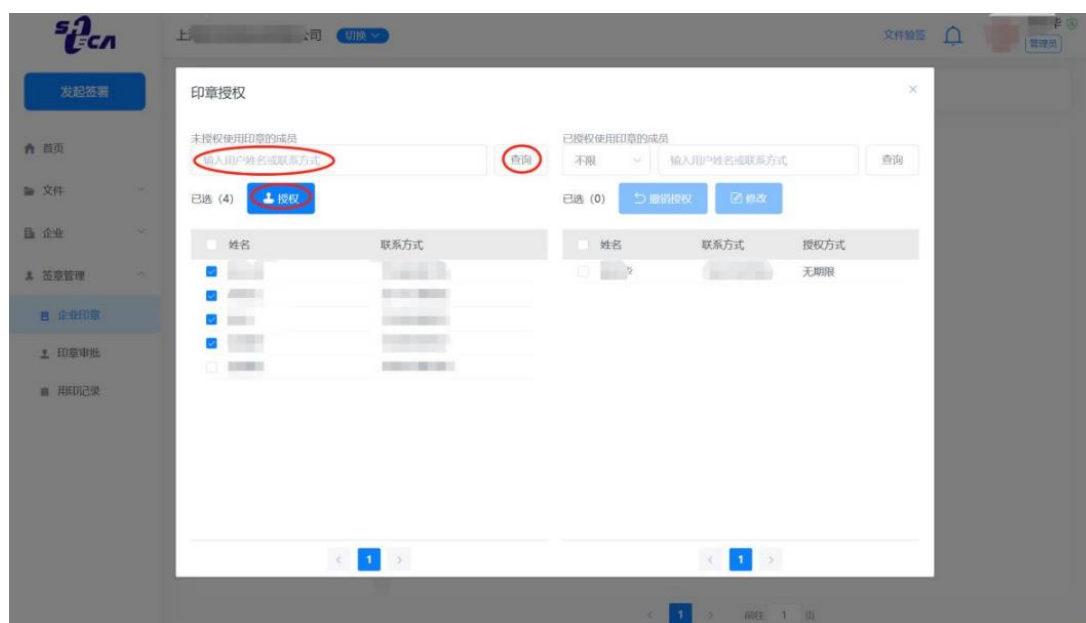 SHECA
上
司
切换
文件验签
管理员
发起签署
首页
文件
企业
签章管理
企业印章
印章审批
用印记录
印章授权
×
未授权使用印章的成员
输入用户姓名或联系方式
查询
已选（4）
授权
姓名
联系方式
< 1 >
已授权使用印章的成员
不限
输入用户姓名或联系方式
查询
已选（0）
撤销授权
修改
姓名
联系方式
授权方式
无期限
< 1 >
< 1 > 前往 1 页